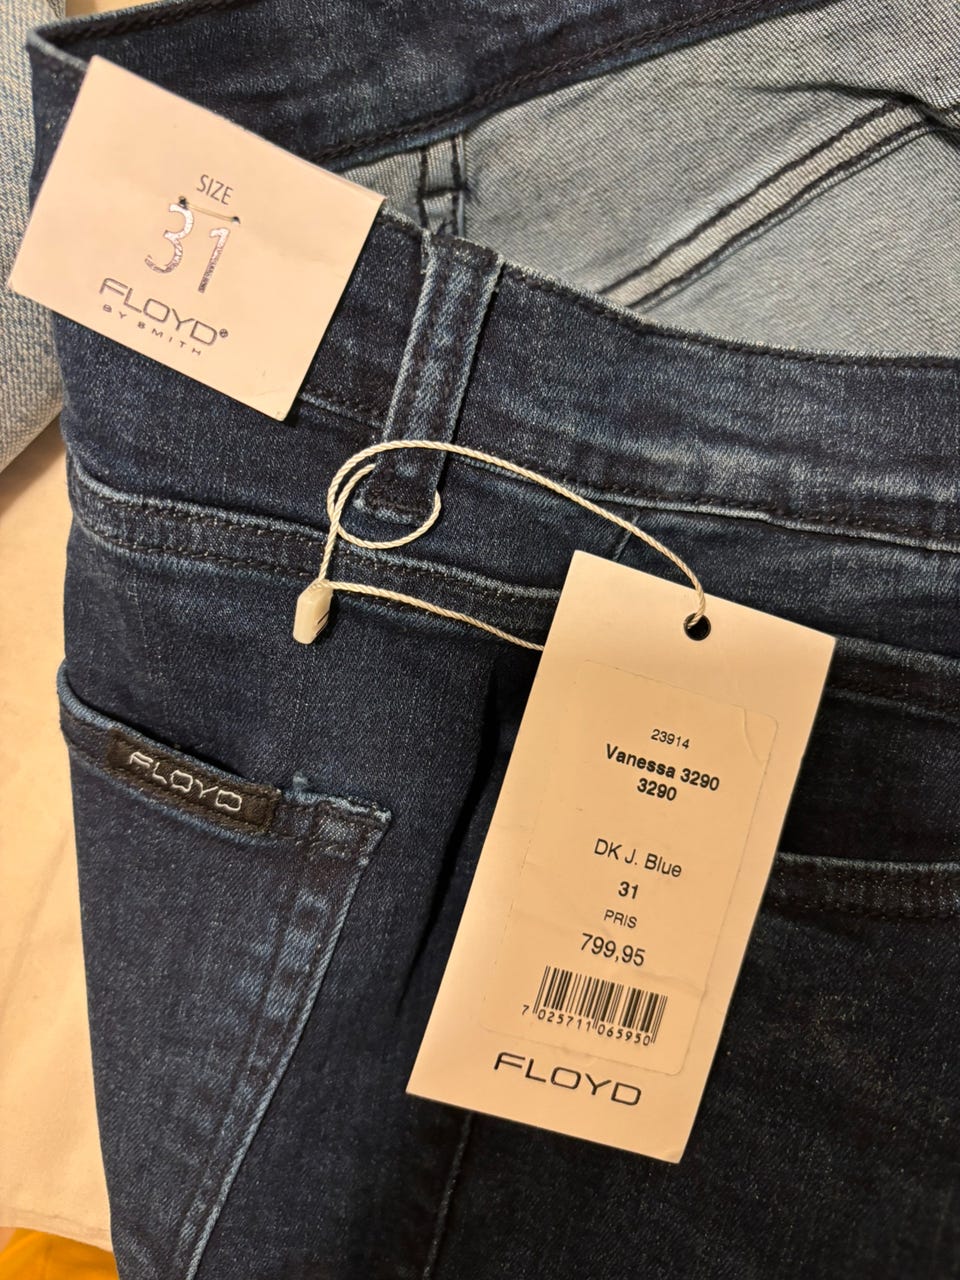 SIZE
31
FLOYD®
BY SMITH
FLOYD
23914
Vanessa 3290
3290
DK J. Blue
31
PRIS
799,95
7 025711 065950
FLOYD